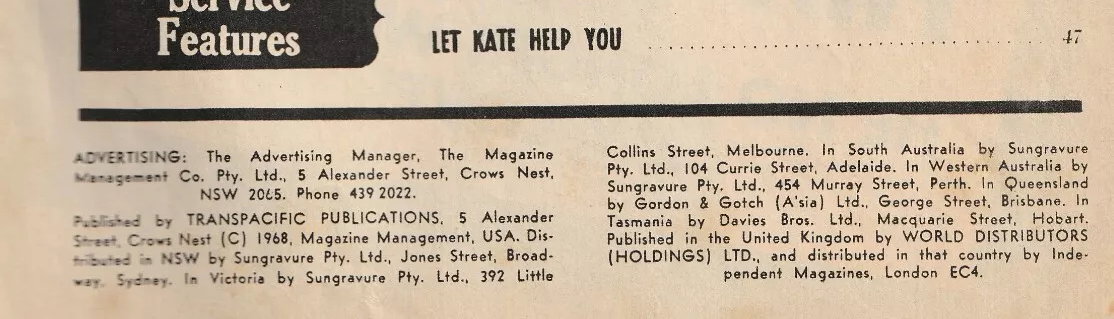 Service
Features
LET KATE HELP YOU ........................................ 47
ADVERTISING: The Advertising Manager, The Magazine
Management Co. Pty. Ltd., 5 Alexander Street, Crows Nest,
NSW 2065. Phone 439 2022.
Published by TRANSPACIFIC PUBLICATIONS, 5 Alexander
Street, Crows Nest (C) 1968, Magazine Management, USA. Dis-
tributed in NSW by Sungravure Pty. Ltd., Jones Street, Broad-
way, Sydney. In Victoria by Sungravure Pty. Ltd., 392 Little
Collins Street, Melbourne. In South Australia by Sungravure
Pty. Ltd., 104 Currie Street, Adelaide. In Western Australia by
Sungravure Pty. Ltd., 454 Murray Street, Perth. In Queensland
by Gordon & Gotch (A'sia) Ltd., George Street, Brisbane. In
Tasmania by Davies Bros. Ltd., Macquarie Street, Hobart.
Published in the United Kingdom by WORLD DISTRIBUTORS
(HOLDINGS) LTD., and distributed in that country by Inde-
pendent Magazines, London EC4.